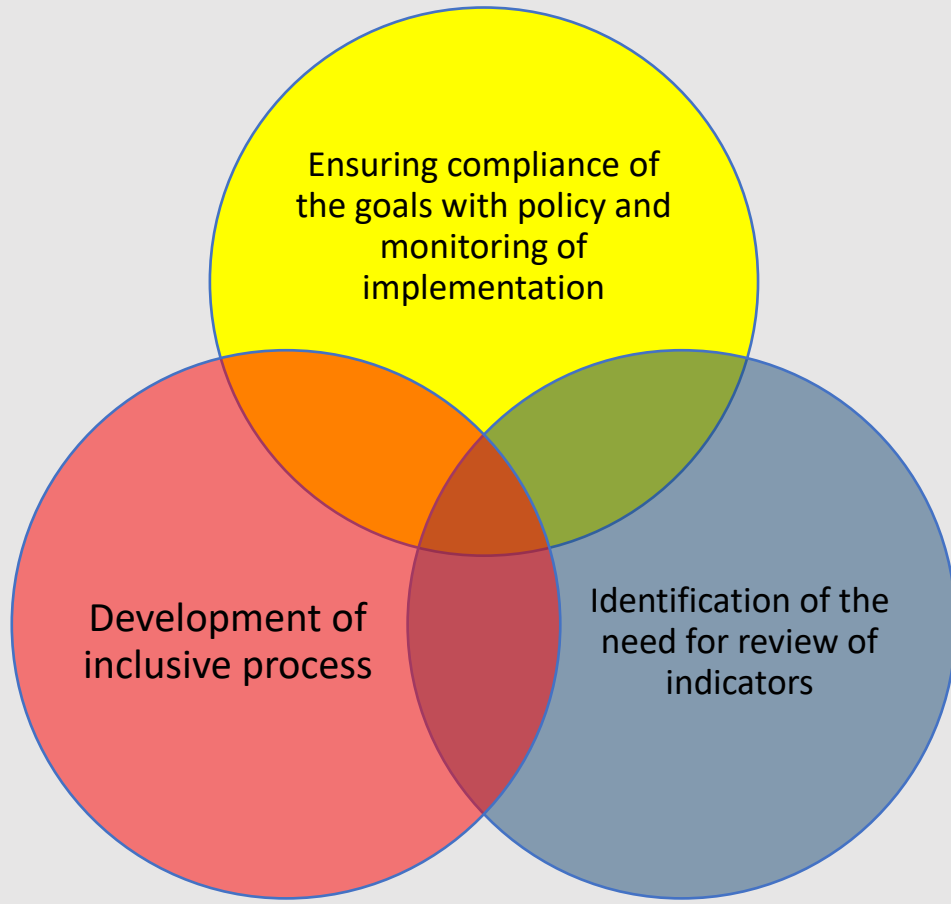 Ensuring compliance of
the goals with policy and
monitoring of
implementation
Development of
inclusive process
Identification of the
need for review of
indicators